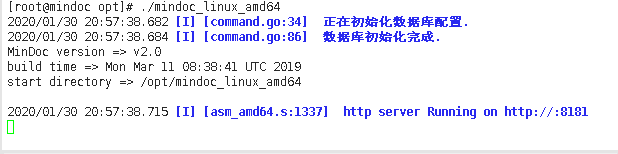 [root@mindoc opt]# ./mindoc_linux_amd64
2020/01/30 20:57:38.682 [I] [command.go:34] 正在初始化数据库配置.
2020/01/30 20:57:38.684 [I] [command.go:86] 数据库初始化完成.
MinDoc version => v2.0
build time => Mon Mar 11 08:38:41 UTC 2019
start directory => /opt/mindoc_linux_amd64
2020/01/30 20:57:38.715 [I] [asm_amd64.s:1337] http server Running on http://:8181